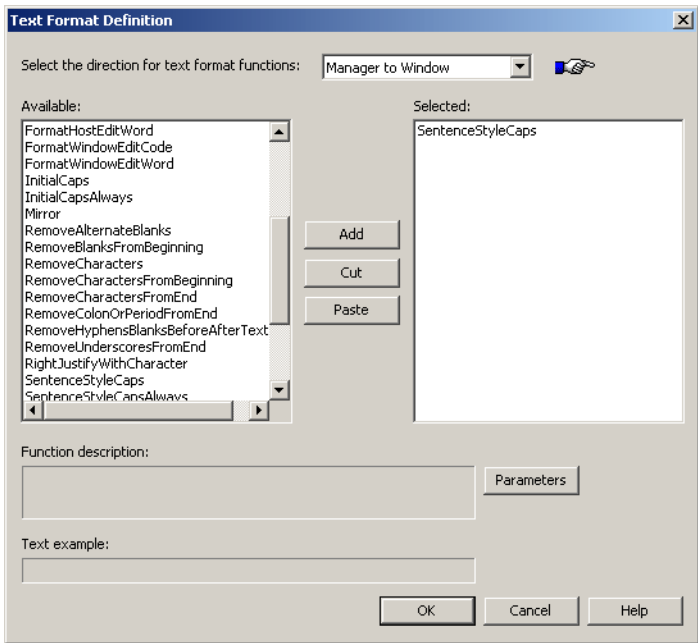 Text Format Definition
Select the direction for text format functions: Manager to Window
Available:
Selected:
FormatHostEditWord
FormatWindowEditCode
FormatWindowEditWord
InitialCaps
InitialCapsAlways
Mirror
RemoveAlternateBlanks
RemoveBlanksFromBeginning
RemoveCharacters
RemoveCharactersFromBeginning
RemoveCharactersFromEnd
RemoveColonOrPeriodFromEnd
RemoveHyphensBlanksBeforeAfterText
RemoveUnderscoresFromEnd
RightJustifyWithCharacter
SentenceStyleCaps
SentenceStyleCapsAlways
Add
Cut
Paste
SentenceStyleCaps
Function description:
Parameters
Text example:
OK Cancel Help